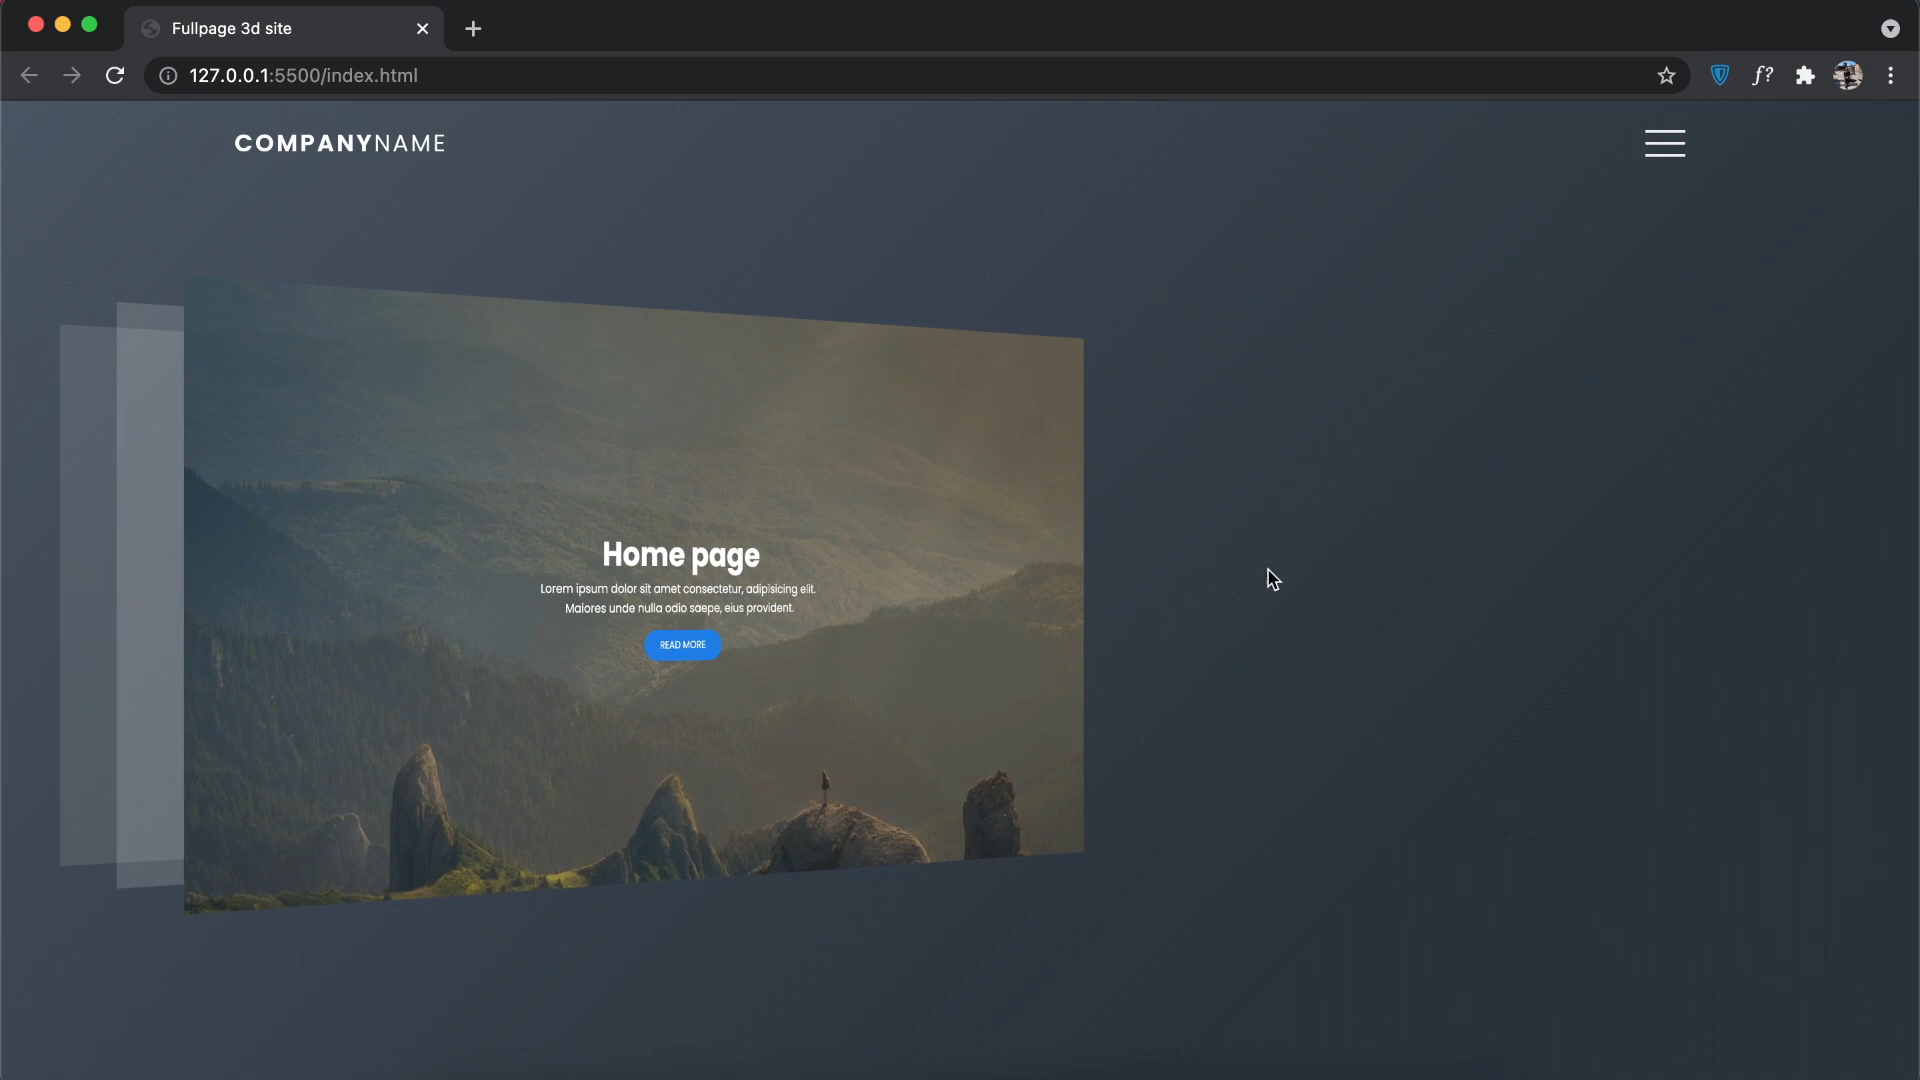 Fullpage 3d site
127.0.0.1:5500/index.html
f?
COMPANYNAME
Home page
Lorem ipsum dolor sit amet consectetur, adipisicing elit.
Maiores unde nulla odio saepe, eius provident.
READ MORE